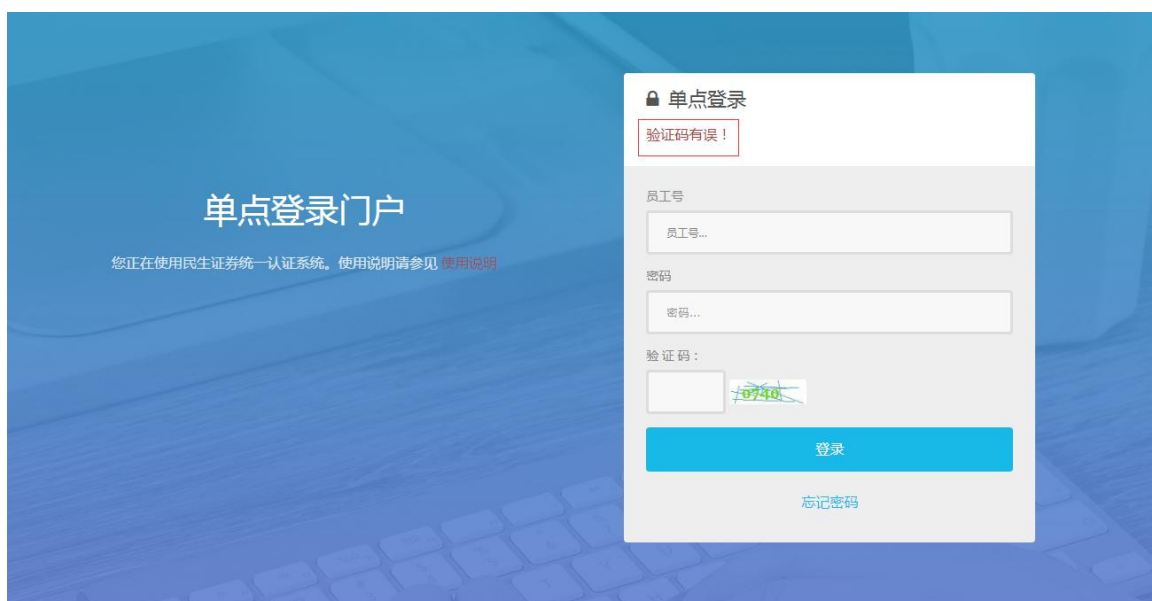 单点登录门户
您正在使用民生证券统一认证系统。使用说明请参见 使用说明
单点登录
验证码有误！
员工号
员工号...
密码
密码...
验 证 码：
0740
登录
忘记密码